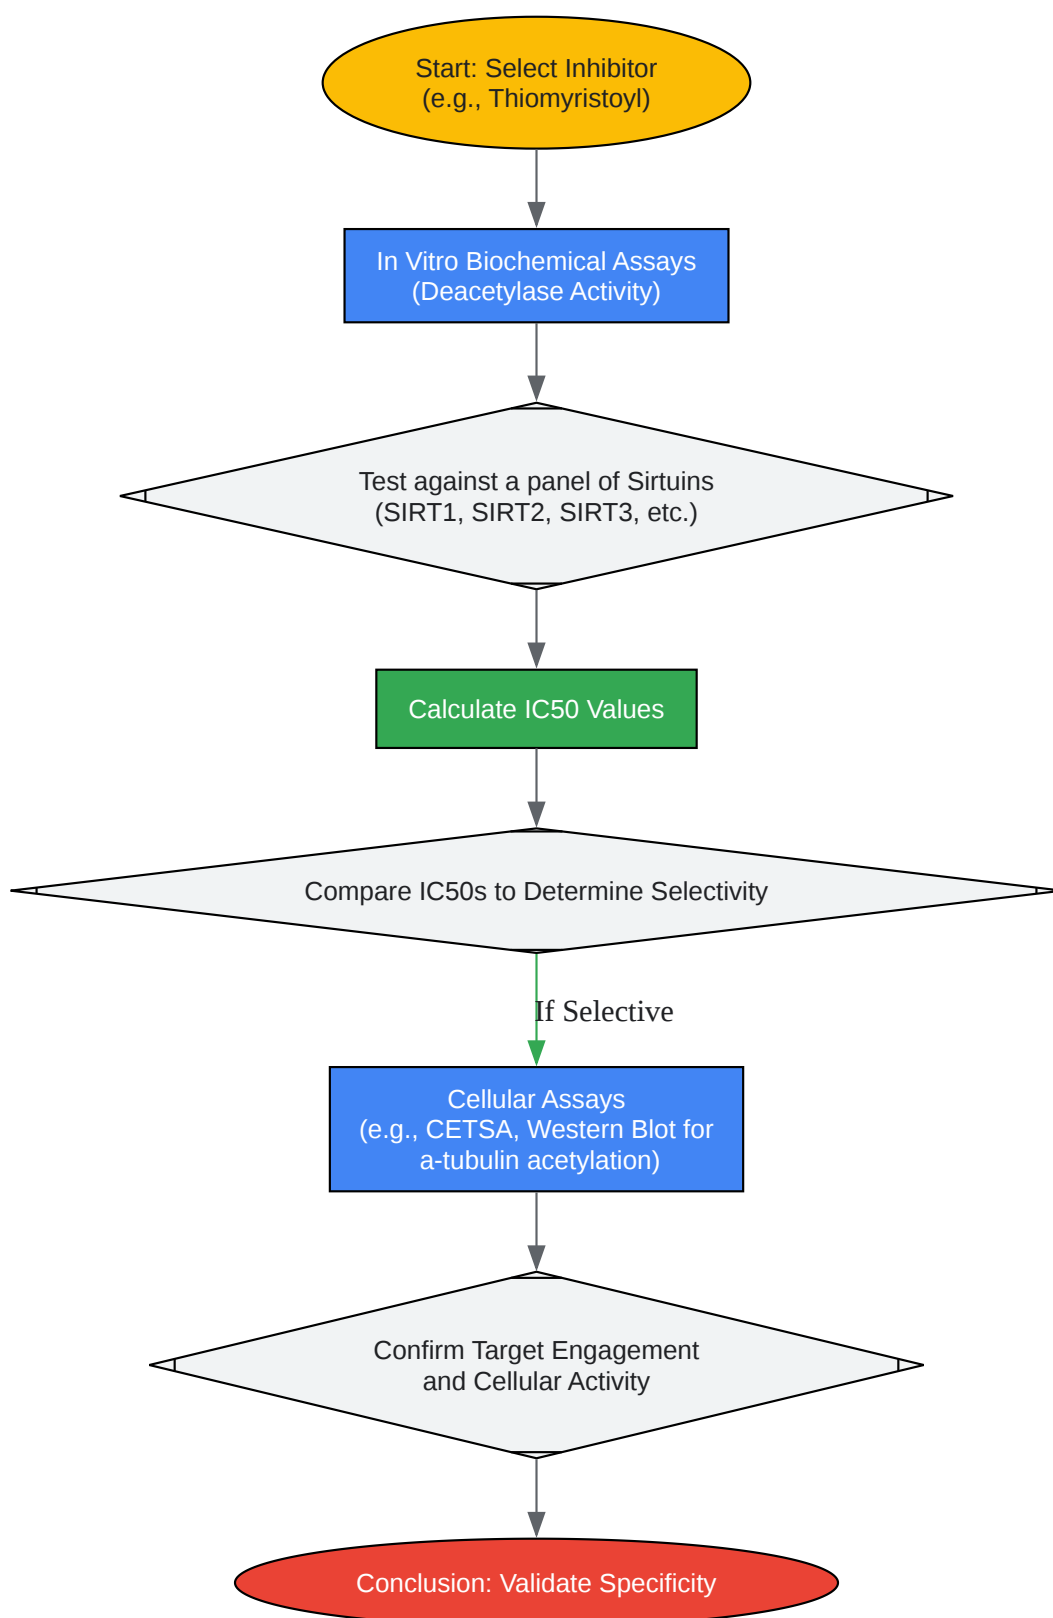 Start: Select Inhibitor
(e.g., Thiomyristoyl)
In Vitro Biochemical Assays
(Deacetylase Activity)
Test against a panel of Sirtuins
(SIRT1, SIRT2, SIRT3, etc.)
Calculate IC50 Values
Compare IC50s to Determine Selectivity
If Selective
Cellular Assays
(e.g., CETSA, Western Blot for
a-tubulin acetylation)
Confirm Target Engagement
and Cellular Activity
Conclusion: Validate Specificity